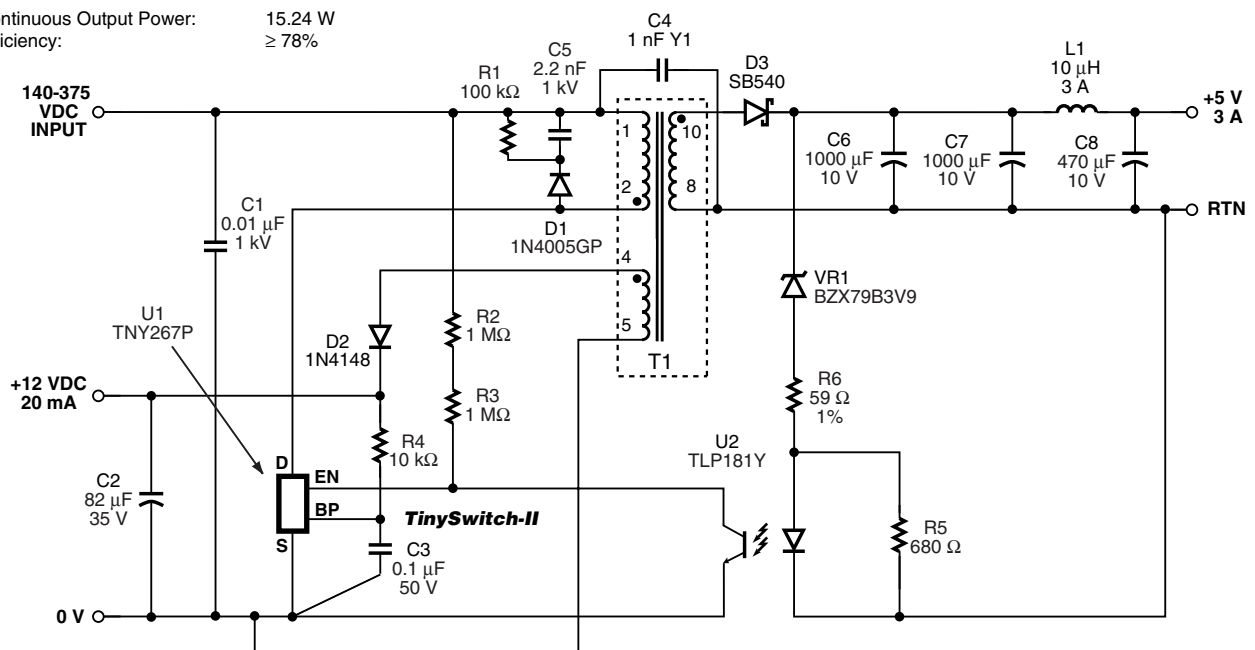 ontinuous Output Power: 15.24 W
iciency: ≥ 78%
C4
1 nF Y1
C5
2.2 nF
1 kV
R1
100 kΩ
D3
SB540
L1
10 μH
3 A
140-375
VDC
INPUT
+5 V
3 A
1
10
2
8
C6
1000 μF
10 V
C7
1000 μF
10 V
C8
470 μF
10 V
RTN
C1
0.01 μF
1 kV
D1
1N4005GP
4
5
T1
VR1
BZX79B3V9
U1
TNY267P
D2
1N4148
R2
1 MΩ
R3
1 MΩ
R6
59 Ω
1%
+12 VDC
20 mA
R4
10 kΩ
U2
TLP181Y
C2
82 μF
35 V
D
EN
BP
S
TinySwitch-II
C3
0.1 μF
50 V
R5
680 Ω
0 V